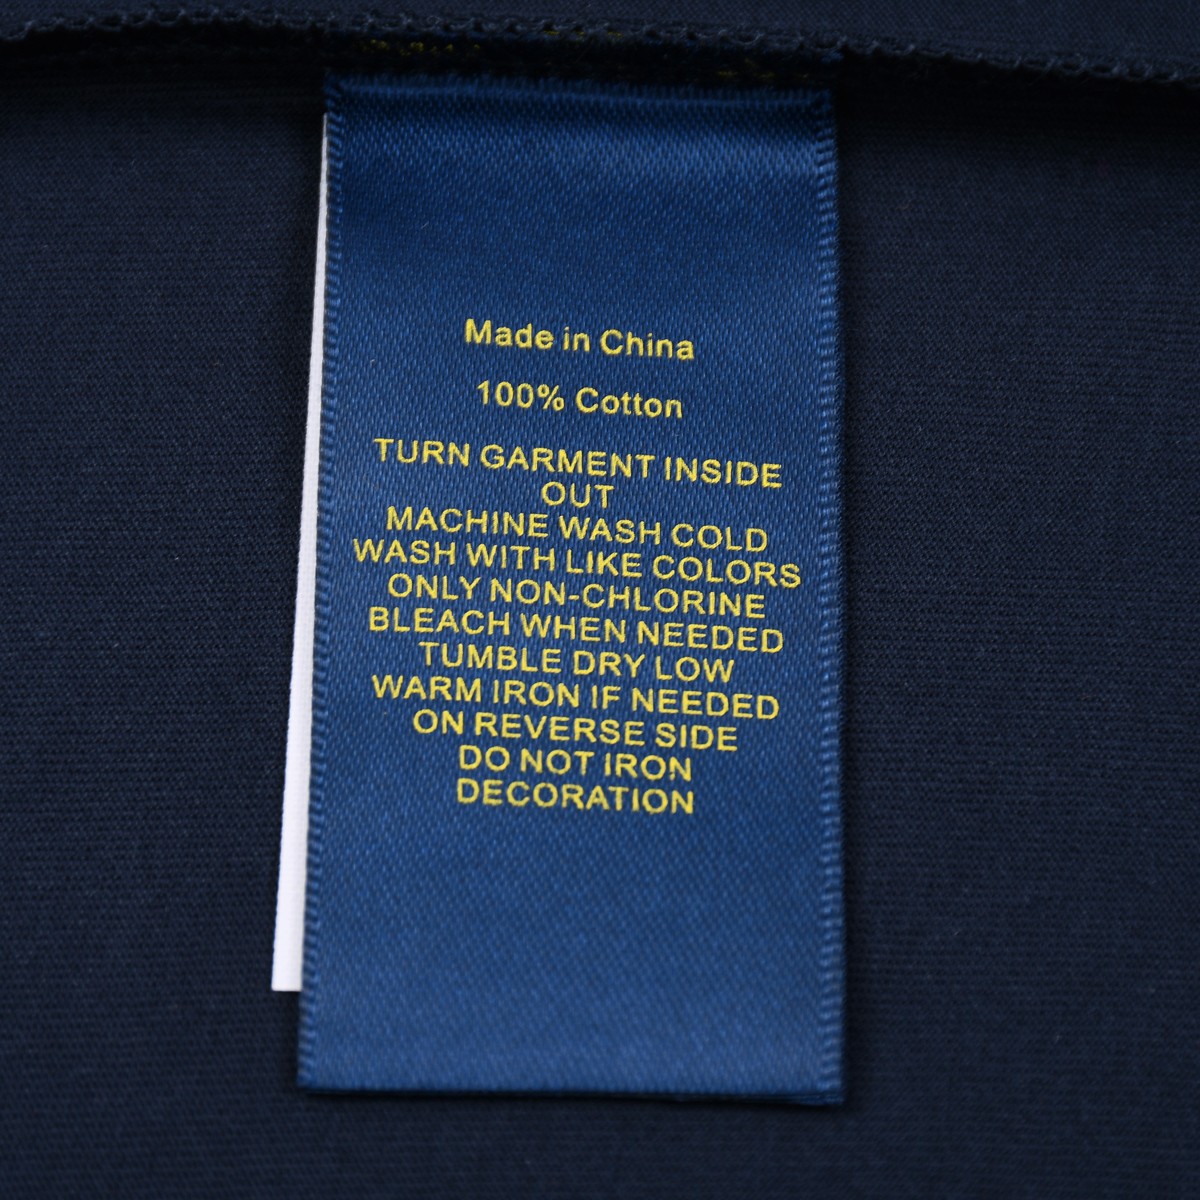 Made in China
100% Cotton
TURN GARMENT INSIDE
OUT
MACHINE WASH COLD
WASH WITH LIKE COLORS
ONLY NON-CHLORINE
BLEACH WHEN NEEDED
TUMBLE DRY LOW
WARM IRON IF NEEDED
ON REVERSE SIDE
DO NOT IRON
DECORATION